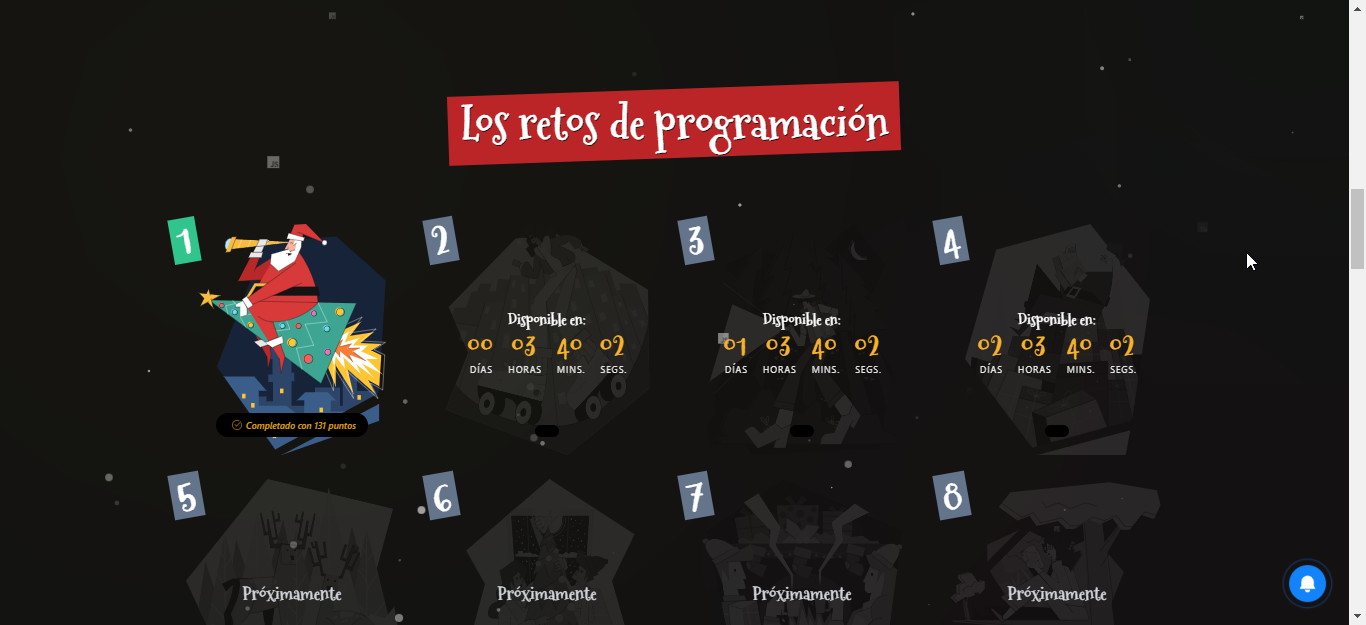 Los retos de programación
1
2
3
4
Disponible en:
00 03 40 02
DÍAS HORAS MINS. SEGS.
Disponible en:
01 03 40 02
DÍAS HORAS MINS. SEGS.
Disponible en:
02 03 40 02
DÍAS HORAS MINS. SEGS.
Completado con 131 puntos
5
6
7
8
Próximamente
Próximamente
Próximamente
Próximamente